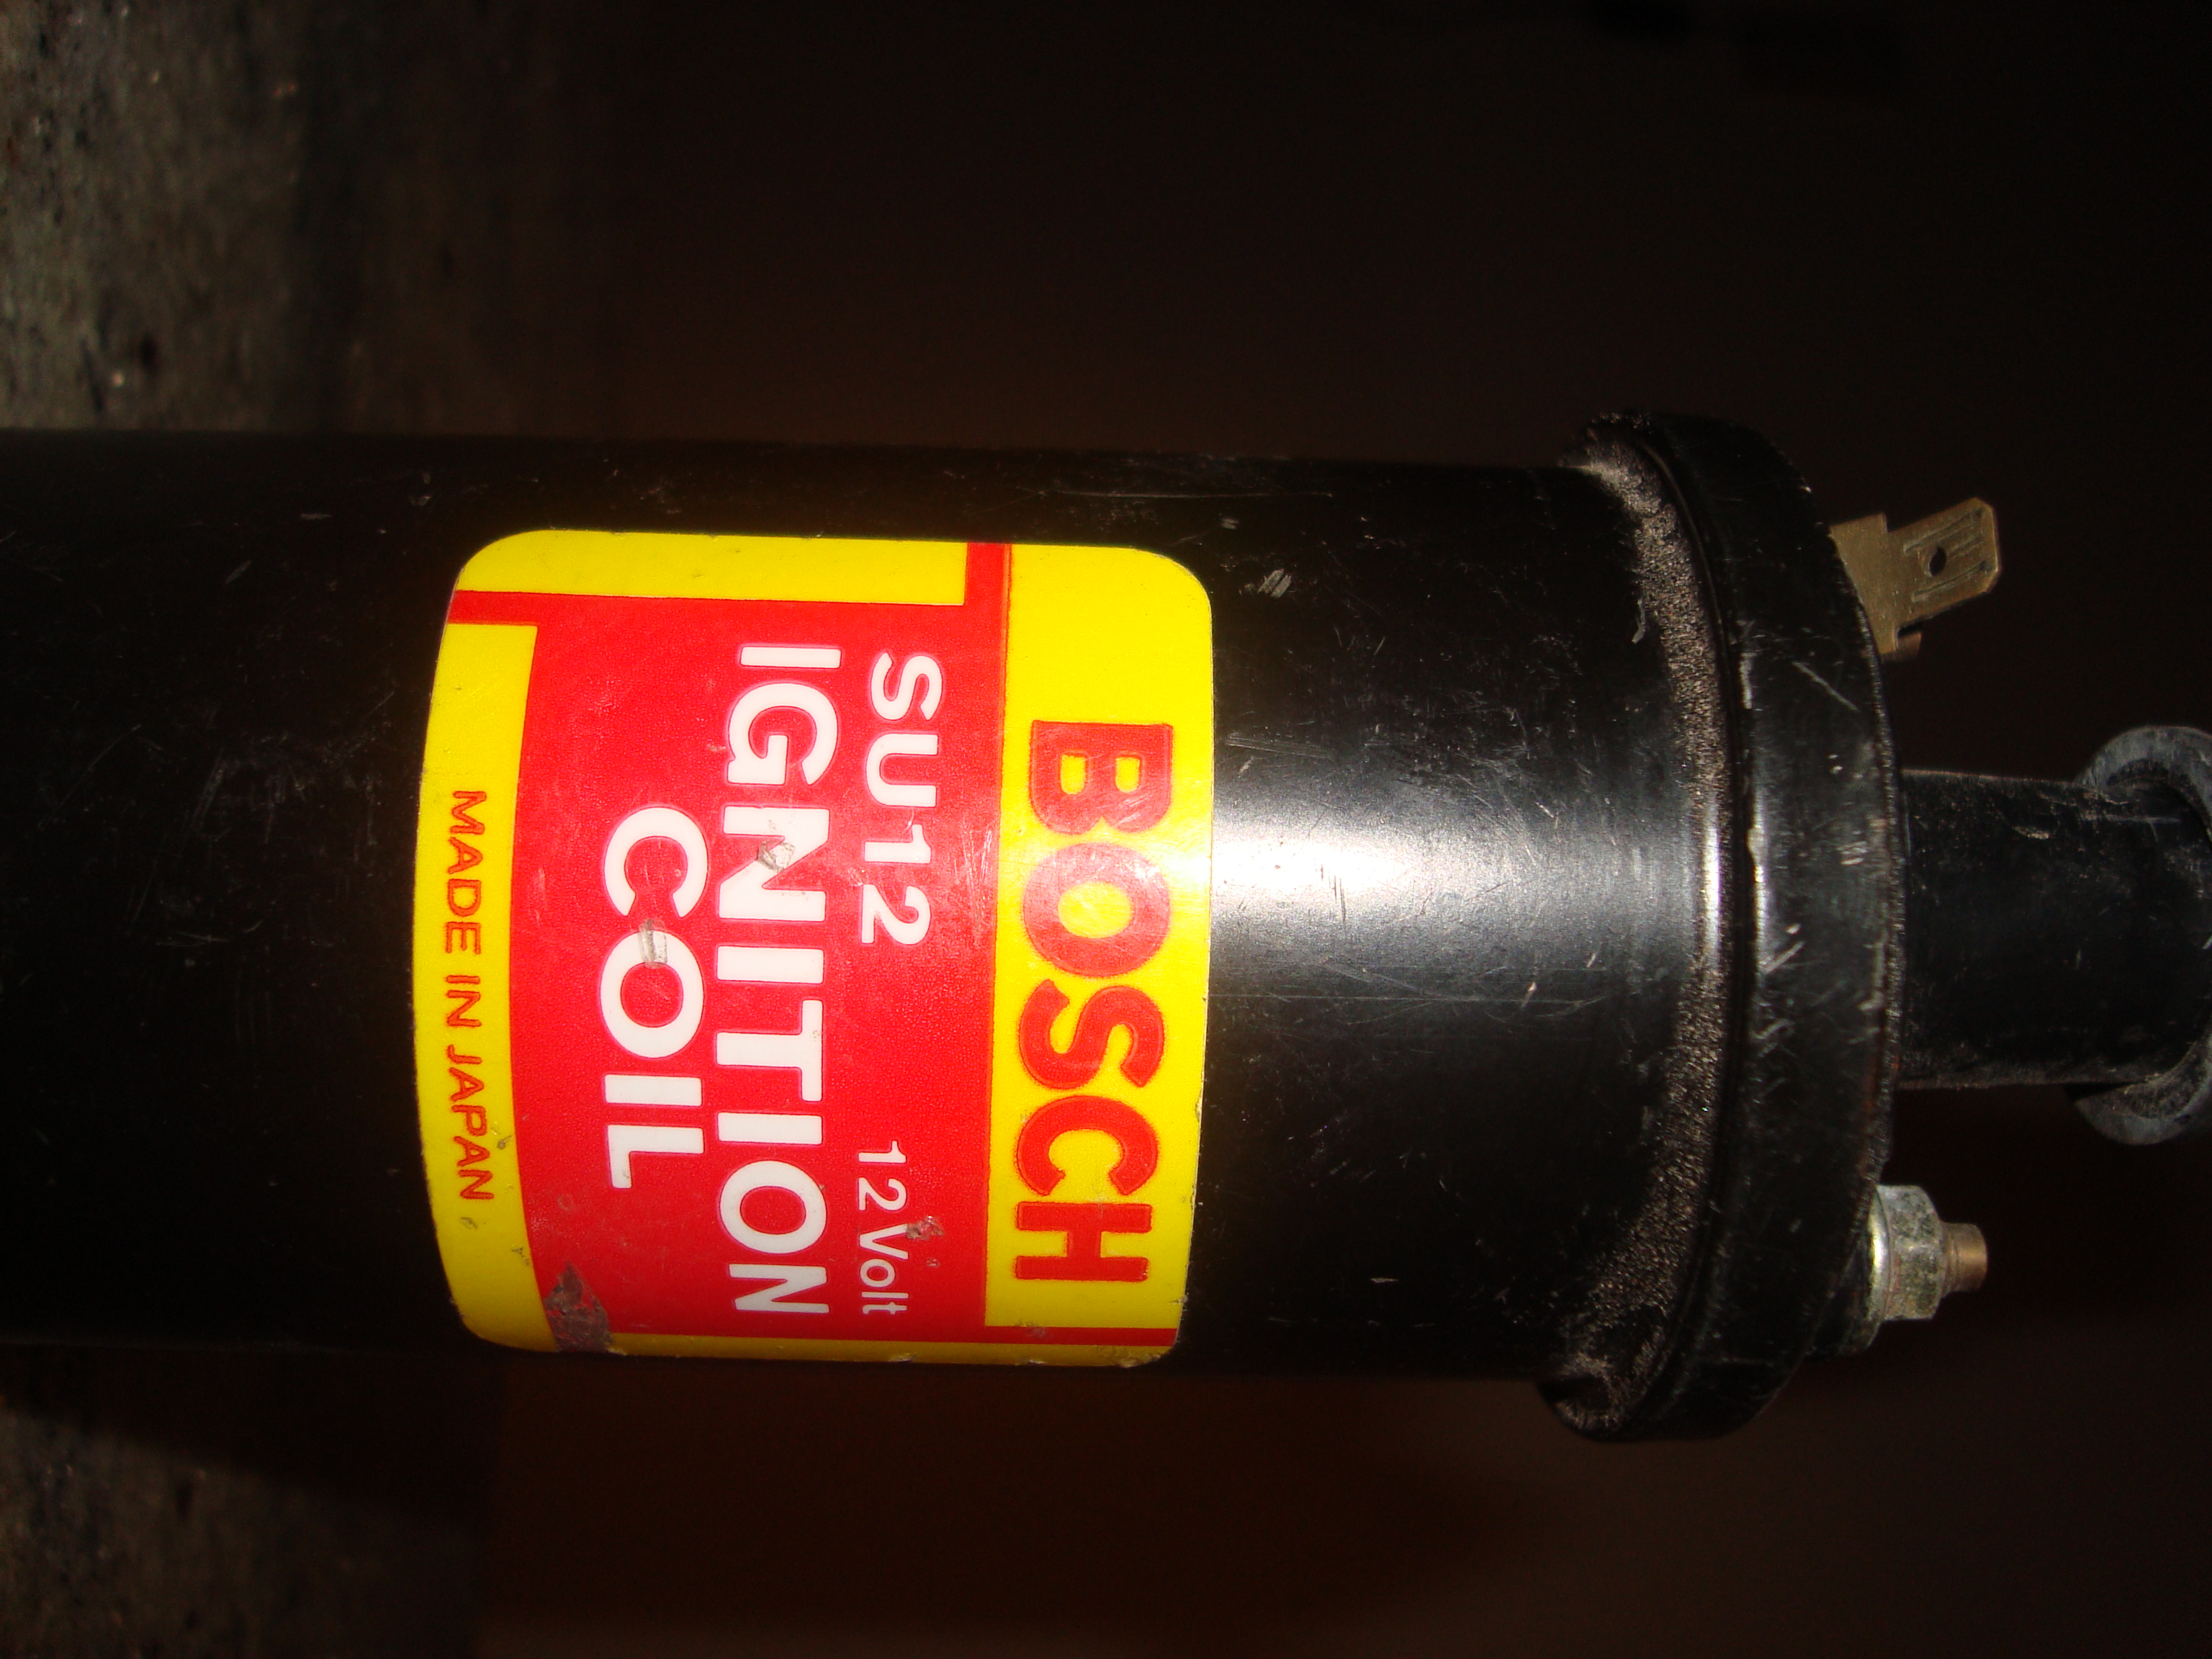 BOSCH
SU12 12 Volt
IGNITION
COIL
MADE IN JAPAN